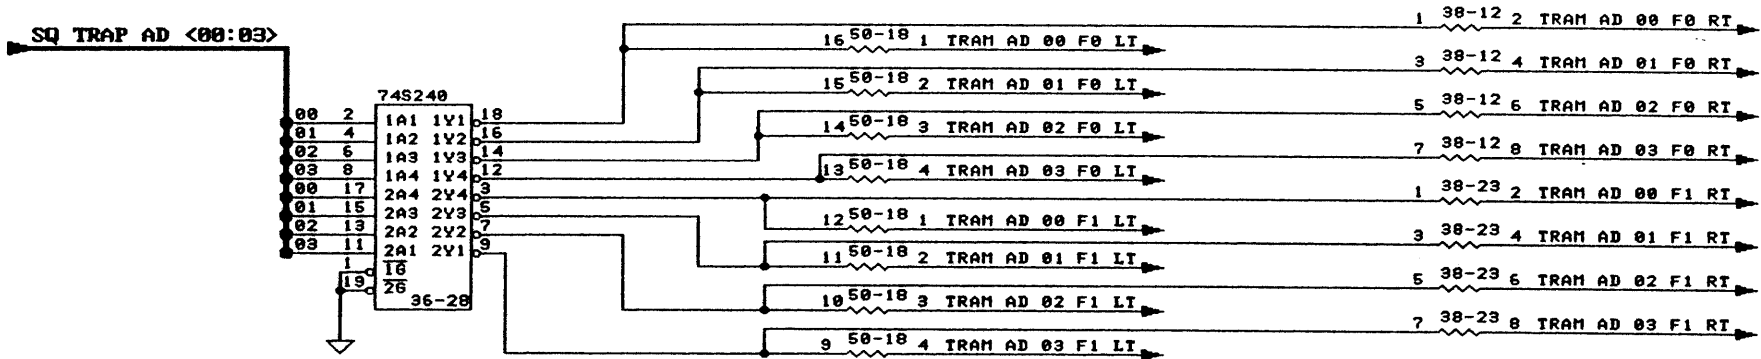 SQ TRAP AD <00:03>
1 38-12 2 TRAM AD 00 F0 RT
16 50-18 1 TRAM AD 00 F0 LT
3 38-12 4 TRAM AD 01 F0 RT
15 50-18 2 TRAM AD 01 F0 LT
74S240
5 38-12 6 TRAM AD 02 F0 RT
00 2 1A1 1Y1 18
14 50-18 3 TRAM AD 02 F0 LT
01 4 1A2 1Y2 16
02 6 1A3 1Y3 14
7 38-12 8 TRAM AD 03 F0 RT
03 8 1A4 1Y4 12
13 50-18 4 TRAM AD 03 F0 LT
00 17 2A4 2Y4 3
1 38-23 2 TRAM AD 00 F1 RT
01 15 2A3 2Y3 5
12 50-18 1 TRAM AD 00 F1 LT
02 13 2A2 2Y2 7
3 38-23 4 TRAM AD 01 F1 RT
03 11 2A1 2Y1 9
11 50-18 2 TRAM AD 01 F1 LT
1 1G
19 2G
5 38-23 6 TRAM AD 02 F1 RT
36-28
10 50-18 3 TRAM AD 02 F1 LT
7 38-23 8 TRAM AD 03 F1 RT
9 50-18 4 TRAM AD 03 F1 LT